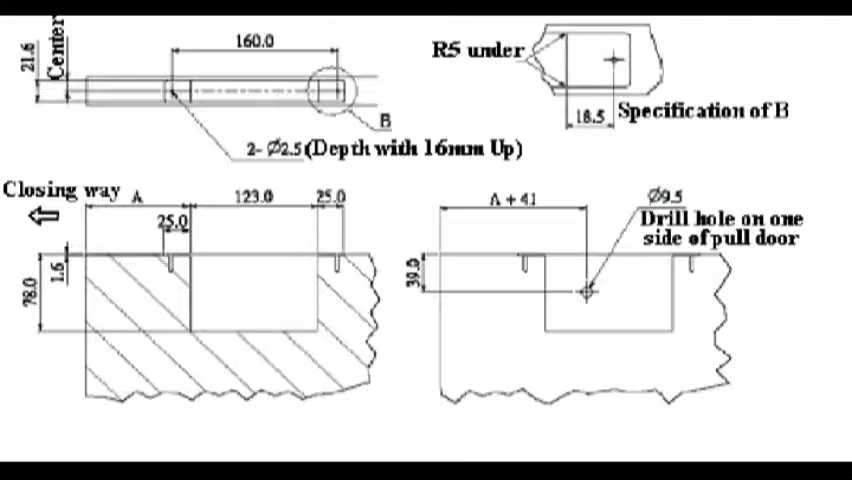 160.0
21.6
Center
B
2- Ø2.5(Depth with 16mm Up)
R5 under
18.5
Specification of B
Closing way
A
123.0
25.0
25.0
1.6
78.0
A + 41
Ø9.5
Drill hole on one
side of pull door
39.0